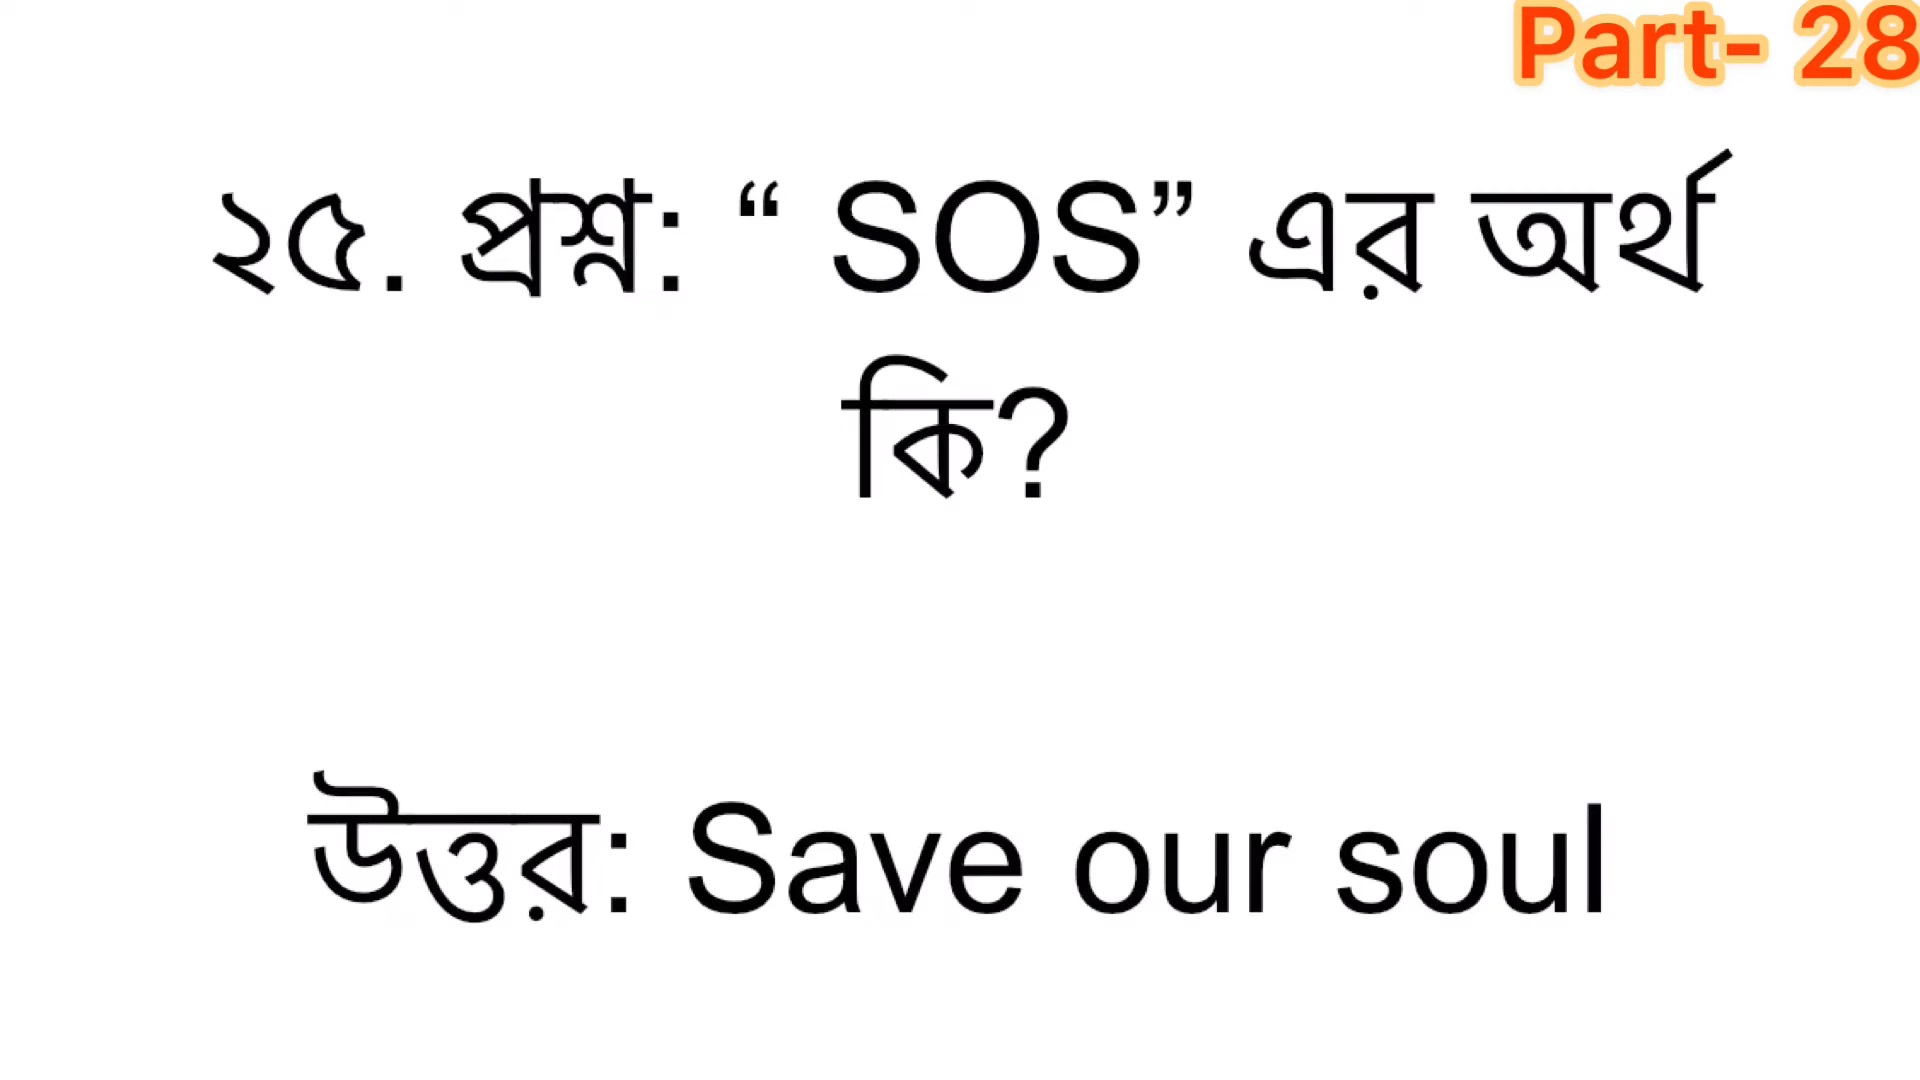 Part- 28
২৫. প্রশ্ন: “ SOS” এর অর্থ
কি?
উত্তর: Save our soul